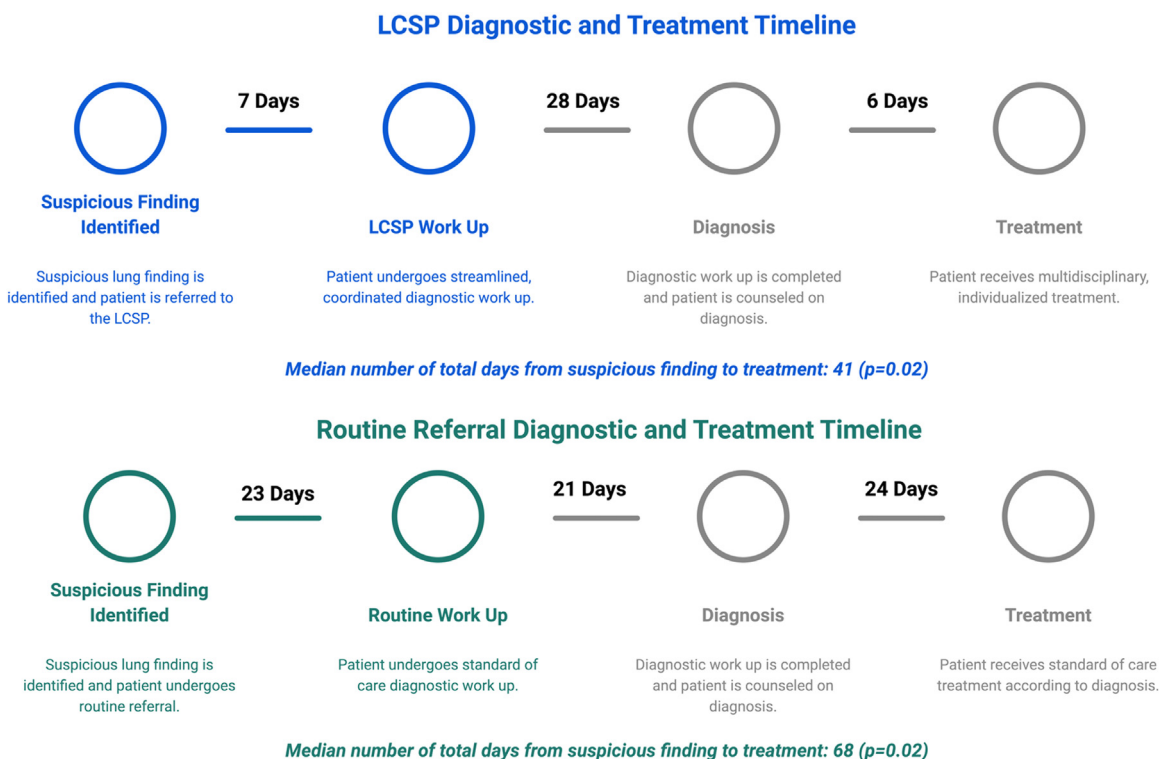 LCSP Diagnostic and Treatment Timeline
7 Days
28 Days
6 Days
Suspicious Finding
Identified
LCSP Work Up
Diagnosis
Treatment
Suspicious lung finding is
identified and patient is referred to
the LCSP.
Patient undergoes streamlined,
coordinated diagnostic work up.
Diagnostic work up is completed
and patient is counseled on
diagnosis.
Patient receives multidisciplinary,
individualized treatment.
Median number of total days from suspicious finding to treatment: 41 (p=0.02)
Routine Referral Diagnostic and Treatment Timeline
23 Days
21 Days
24 Days
Suspicious Finding
Identified
Routine Work Up
Diagnosis
Treatment
Suspicious lung finding is
identified and patient undergoes
routine referral.
Patient undergoes standard of
care diagnostic work up.
Diagnostic work up is completed
and patient is counseled on
diagnosis.
Patient receives standard of care
treatment according to diagnosis.
Median number of total days from suspicious finding to treatment: 68 (p=0.02)